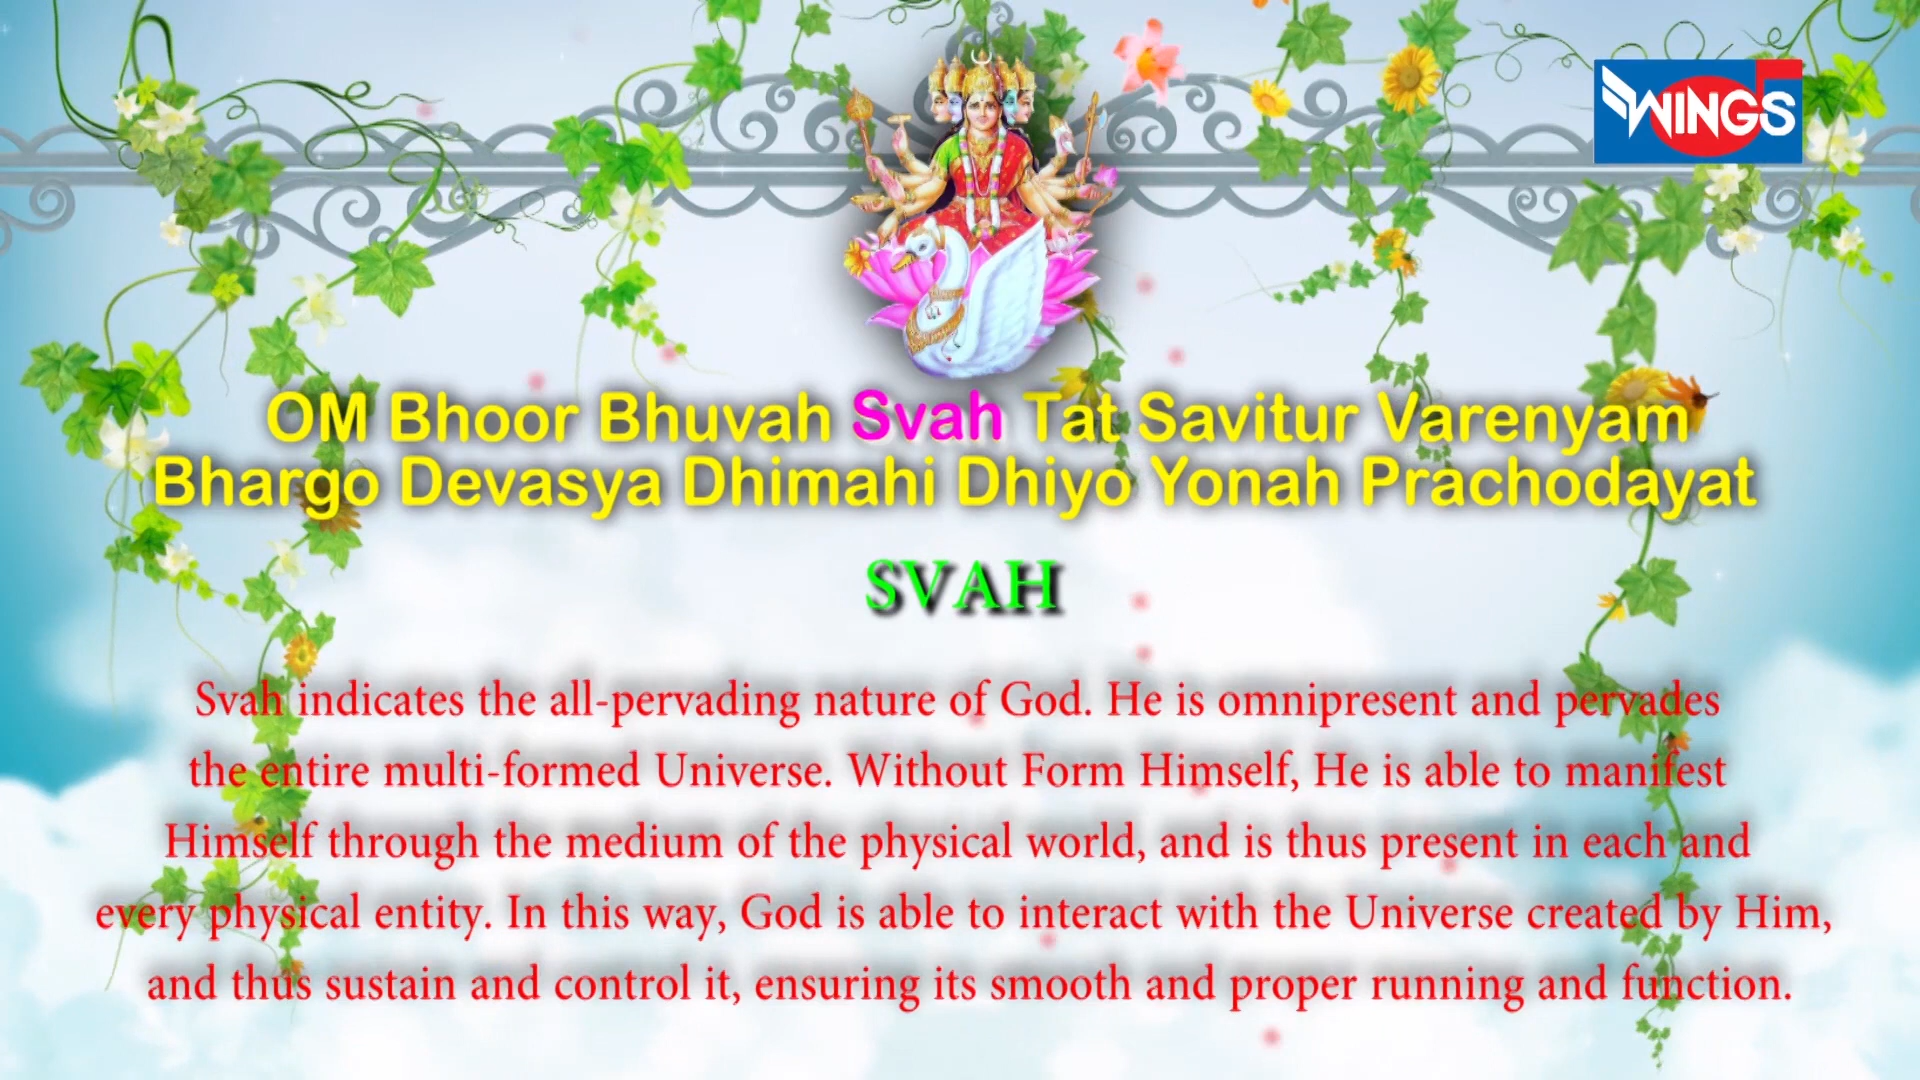 WINGS
OM Bhoor Bhuvah Svah Tat Savitur Varenyam
Bhargo Devasya Dhimahi Dhiyo Yonah Prachodayat
SVAH
Svah indicates the all-pervading nature of God. He is omnipresent and pervades
the entire multi-formed Universe. Without Form Himself, He is able to manifest
Himself through the medium of the physical world, and is thus present in each and
every physical entity. In this way, God is able to interact with the Universe created by Him,
and thus sustain and control it, ensuring its smooth and proper running and function.